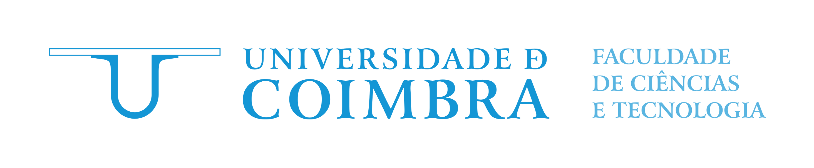 UNIVERSIDADE Ð
COIMBRA
FACULDADE
DE CIÊNCIAS
E TECNOLOGIA